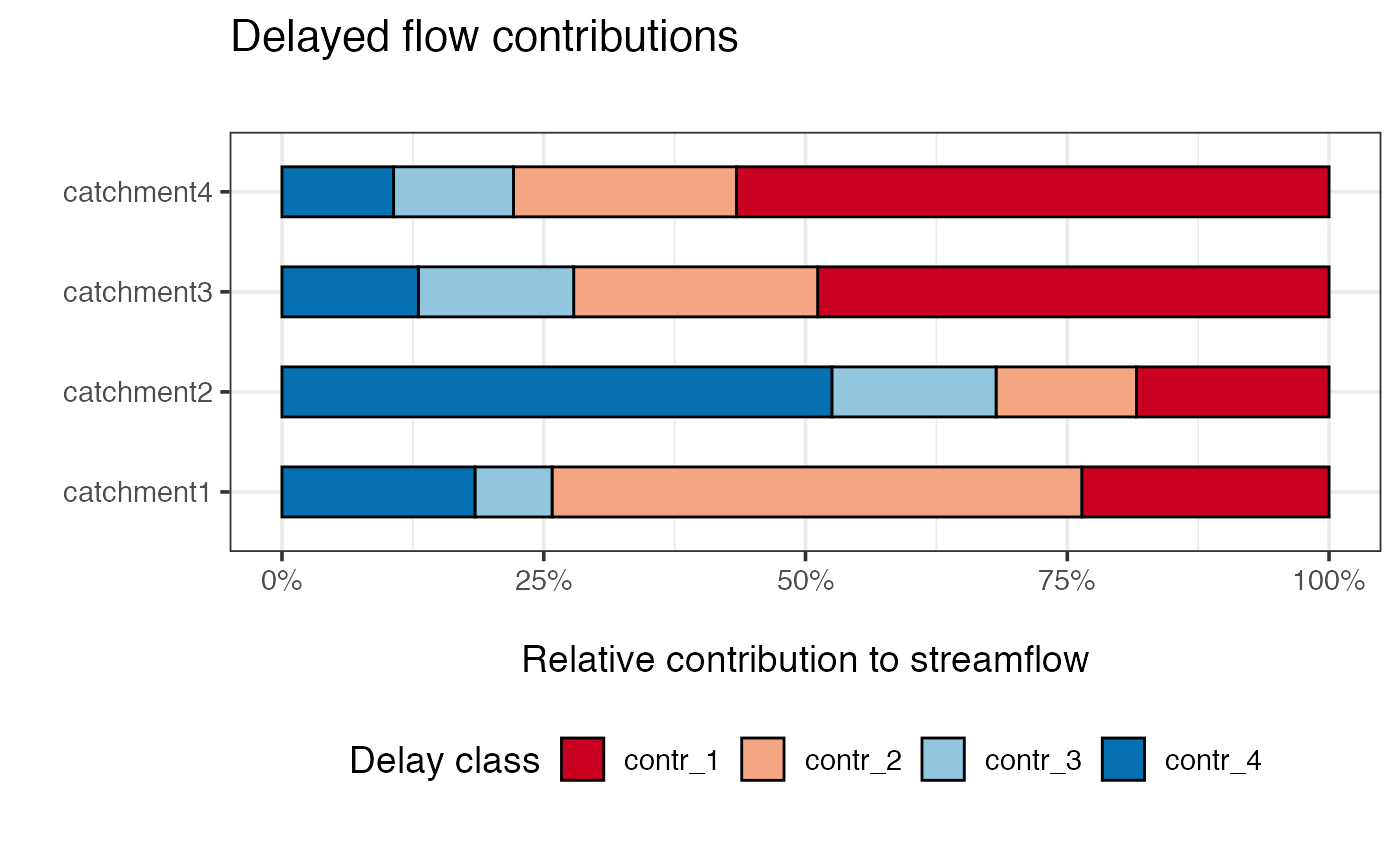 Delayed flow contributions
catchment4
catchment3
catchment2
catchment1
0% 25% 50% 75% 100%
Relative contribution to streamflow
Delay class contr_1 contr_2 contr_3 contr_4